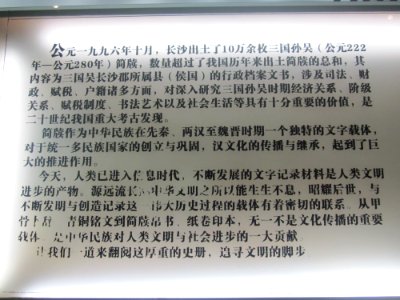 公元一九九六年十月，长沙出土了10万余枚三国孙吴（公元222
年—公元280年）简牍，数量超过了我国历年来出土简牍的总和，其
内容为三国吴长沙郡所属县（侯国）的行政档案文书，涉及司法、财
政、赋税、户籍诸多方面，对深入研究三国孙吴时期经济关系、阶级
关系、赋税制度、书法艺术以及社会生活等具有十分重要的价值，是
二十世纪我国重大考古发现。
简牍作为中华民族在先秦、两汉至魏晋时期一个独特的文字载体，
对于统一多民族国家的创立与巩固，汉文化的传播与继承，起到了巨
大的推进作用。
今天，人类已进入信息时代，不断发展的文字记录材料是人类文明
进步的产物。源远流长的中华文明之所以能生生不息，昭耀后世，与
不断发明与创造记录这一伟大历史过程的载体有着密切的联系。从甲
骨卜辞、青铜铭文到简牍帛书、纸卷印本，无一不是文化传播的重要
载体，是中华民族对人类文明与社会进步的一大贡献。
让我们一道来翻阅这厚重的史册，追寻文明的脚步